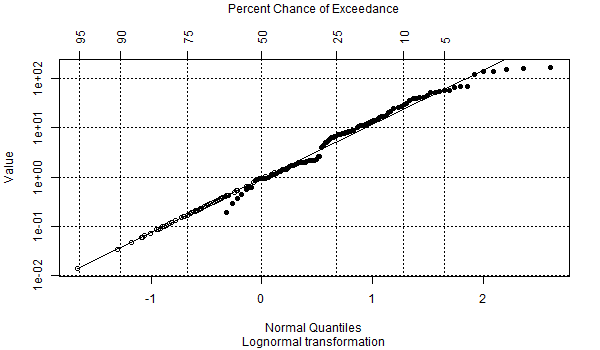 Percent Chance of Exceedance
95 90 75 50 25 10 5
1e+02
1e+01
1e+00
1e-01
1e-02
Value
-1 0 1 2
Normal Quantiles
Lognormal transformation